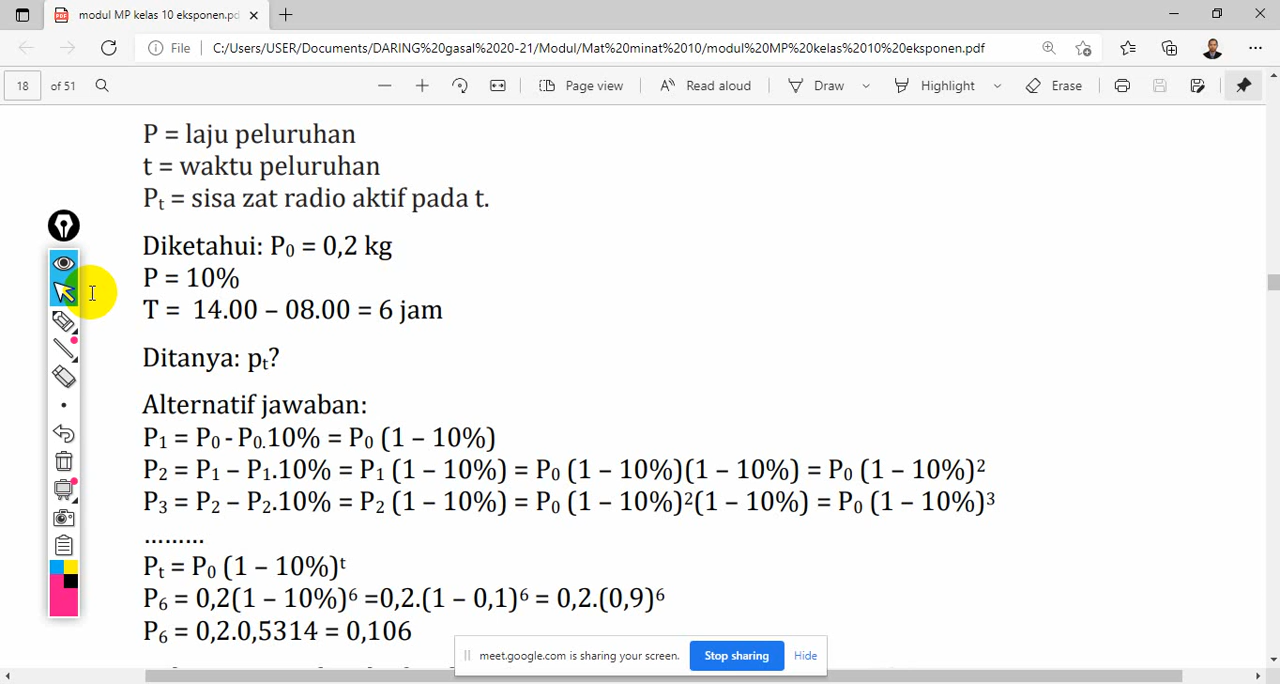 modul MP kelas 10 eksponen.pd
File C:/Users/USER/Documents/DARING%20gasal%202020-21/Modul/Mat%20minat%2010/modul%20MP%20kelas%2010%20eksponen.pdf
18 of 51 Page view Read aloud Draw Highlight Erase
P = laju peluruhan
t = waktu peluruhan
Pₜ = sisa zat radio aktif pada t.
Diketahui: P₀ = 0,2 kg
P = 10%
T = 14.00 – 08.00 = 6 jam
Ditanya: pₜ?
Alternatif jawaban:
P₁ = P₀ - P₀.10% = P₀ (1 – 10%)
P₂ = P₁ – P₁.10% = P₁ (1 – 10%) = P₀ (1 – 10%)(1 – 10%) = P₀ (1 – 10%)²
P₃ = P₂ – P₂.10% = P₂ (1 – 10%) = P₀ (1 – 10%)²(1 – 10%) = P₀ (1 – 10%)³
.........
Pₜ = P₀ (1 – 10%)ᵗ
P₆ = 0,2(1 – 10%)⁶ =0,2.(1 – 0,1)⁶ = 0,2.(0,9)⁶
P₆ = 0,2.0,5314 = 0,106
meet.google.com is sharing your screen. Stop sharing Hide